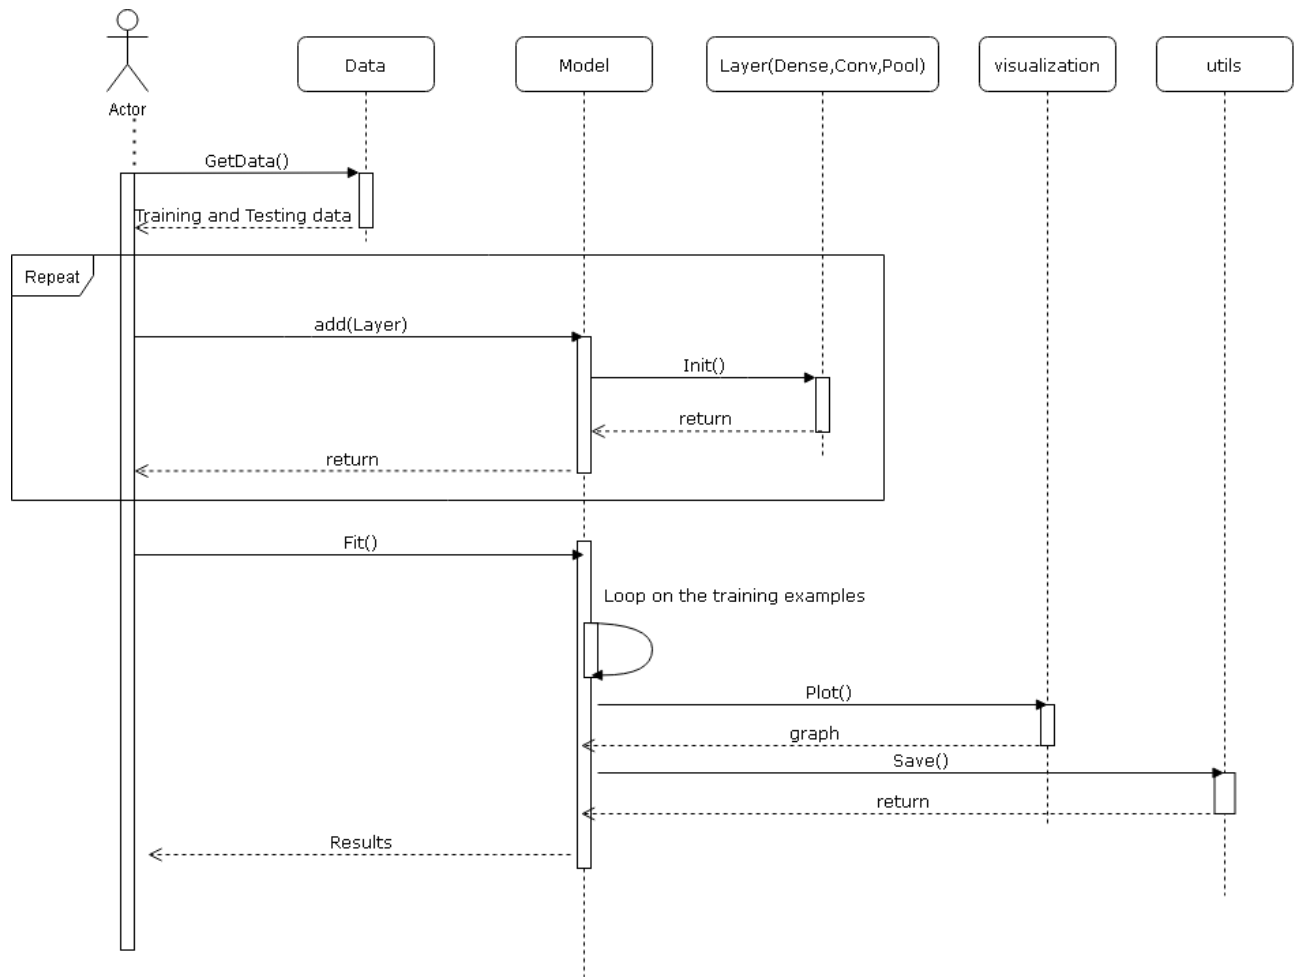 Actor
Data
Model
Layer(Dense,Conv,Pool)
visualization
utils
GetData()
Training and Testing data
Repeat
add(Layer)
Init()
return
return
Fit()
Loop on the training examples
Plot()
graph
Save()
return
Results